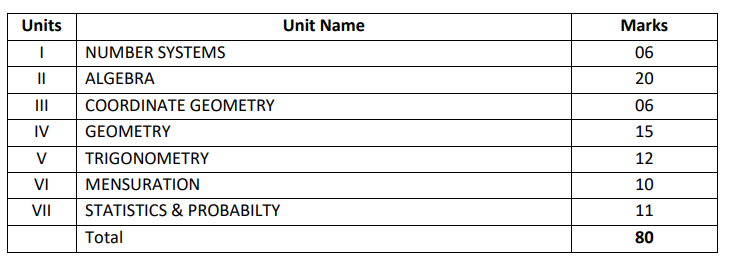 Units Unit Name Marks
I NUMBER SYSTEMS 06
II ALGEBRA 20
III COORDINATE GEOMETRY 06
IV GEOMETRY 15
V TRIGONOMETRY 12
VI MENSURATION 10
VII STATISTICS & PROBABILTY 11
Total 80